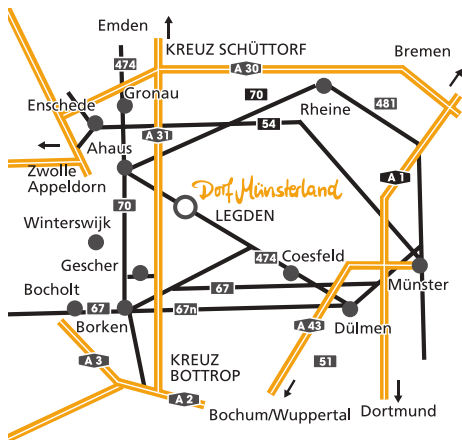 Emden
KREUZ SCHÜTTORF
Bremen
474
A 30
Gronau
70
Rheine
481
Enschede
54
A 31
Ahaus
Zwolle
Appeldorn
A 1
70
Dorf Münsterland
LEGDEN
Winterswijk
474
Coesfeld
Gescher
Münster
Bocholt
67
67
67n
Borken
A 43
Dülmen
A 3
KREUZ
BOTTROP
51
A 2
Bochum/Wuppertal
Dortmund